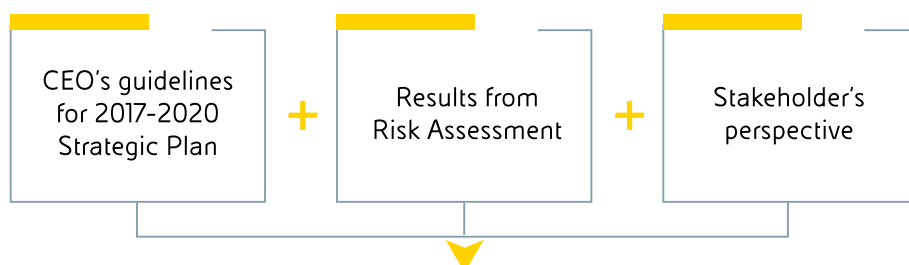 CEO's guidelines
for 2017-2020
Strategic Plan
+
Results from
Risk Assessment
+
Stakeholder's
perspective